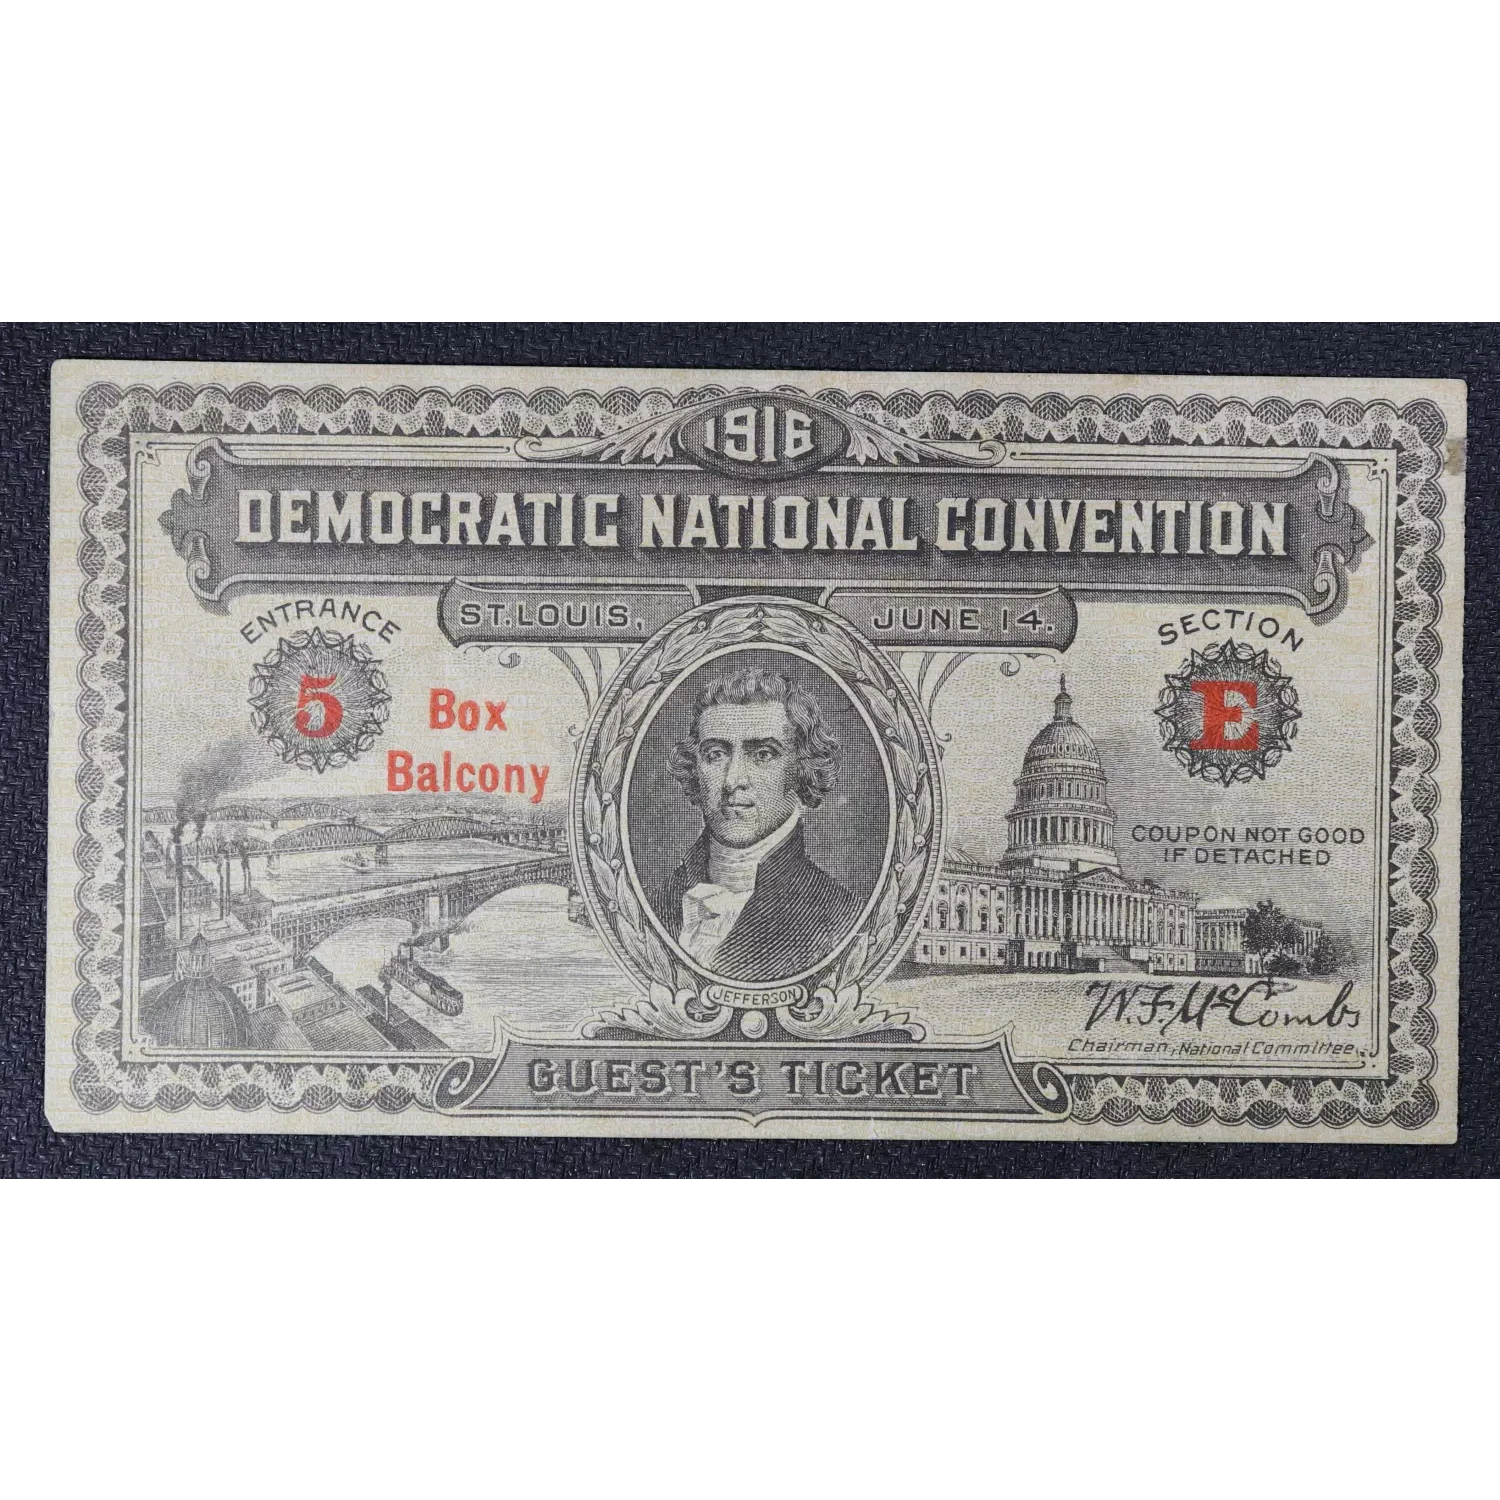 1916
DEMOCRATIC NATIONAL CONVENTION
ST. LOUIS, JUNE 14.
ENTRANCE
5
Box
Balcony
SECTION
E
COUPON NOT GOOD
IF DETACHED
JEFFERSON
W. F. McCombs
Chairman, National Committee.
GUEST'S TICKET